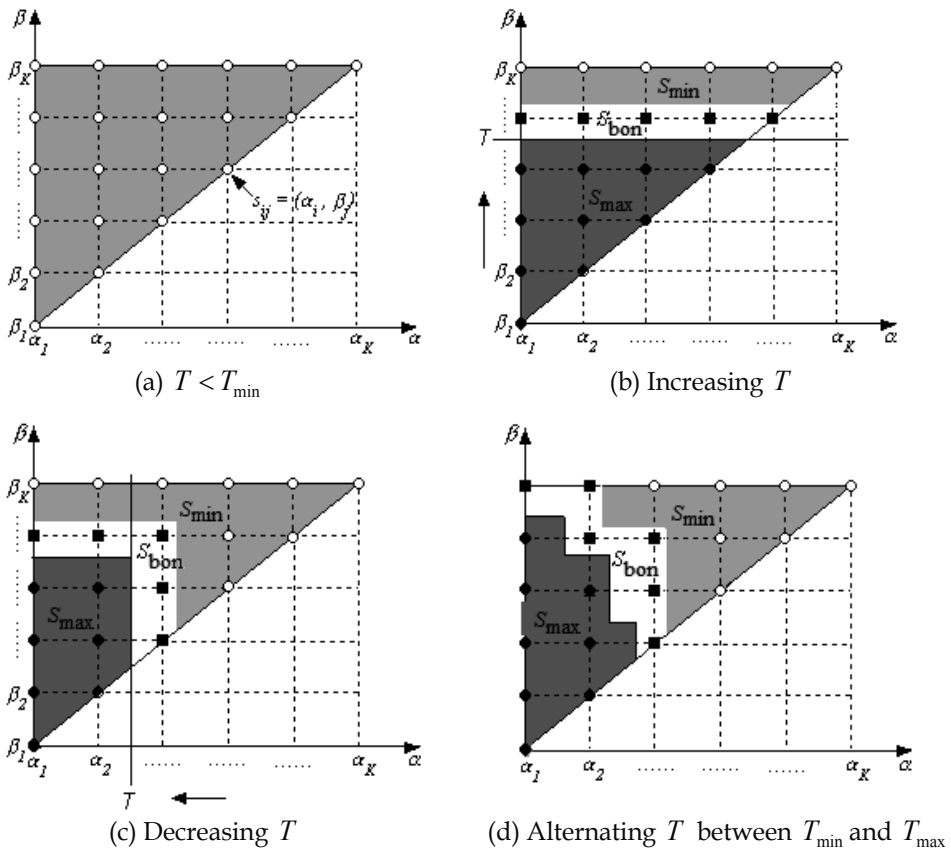 β
β_K
s_ij = (α_i, β_j)
β_2
β_1
α_1 α_2 ...... ...... α_K α
(a) T < T_min
β
β_K
S_min
S_bon
T
S_max
β_2
β_1
α_1 α_2 ...... ...... α_K α
(b) Increasing T
β
β_K
S_min
S_bon
S_max
β_2
β_1
α_1 α_2 ...... ...... α_K α
T
(c) Decreasing T
β
S_min
S_bon
S_max
α_1 α_2 ...... ...... α_K α
(d) Alternating T between T_min and T_max